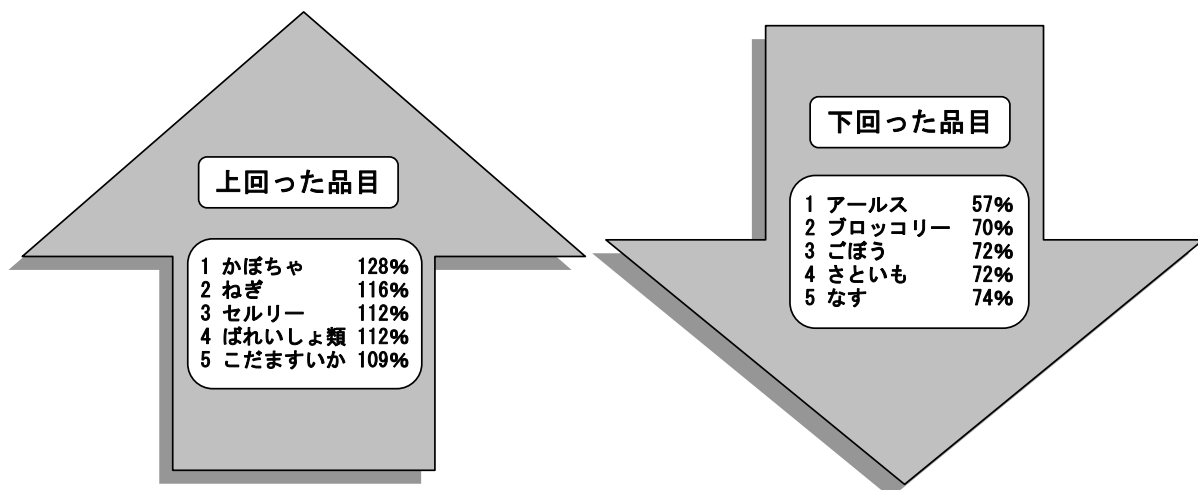 上回った品目
1 かぼちゃ 128%
2 ねぎ 116%
3 セルリー 112%
4 ばれいしょ類 112%
5 こだますいか 109%
下回った品目
1 アールス 57%
2 ブロッコリー 70%
3 ごぼう 72%
4 さといも 72%
5 なす 74%